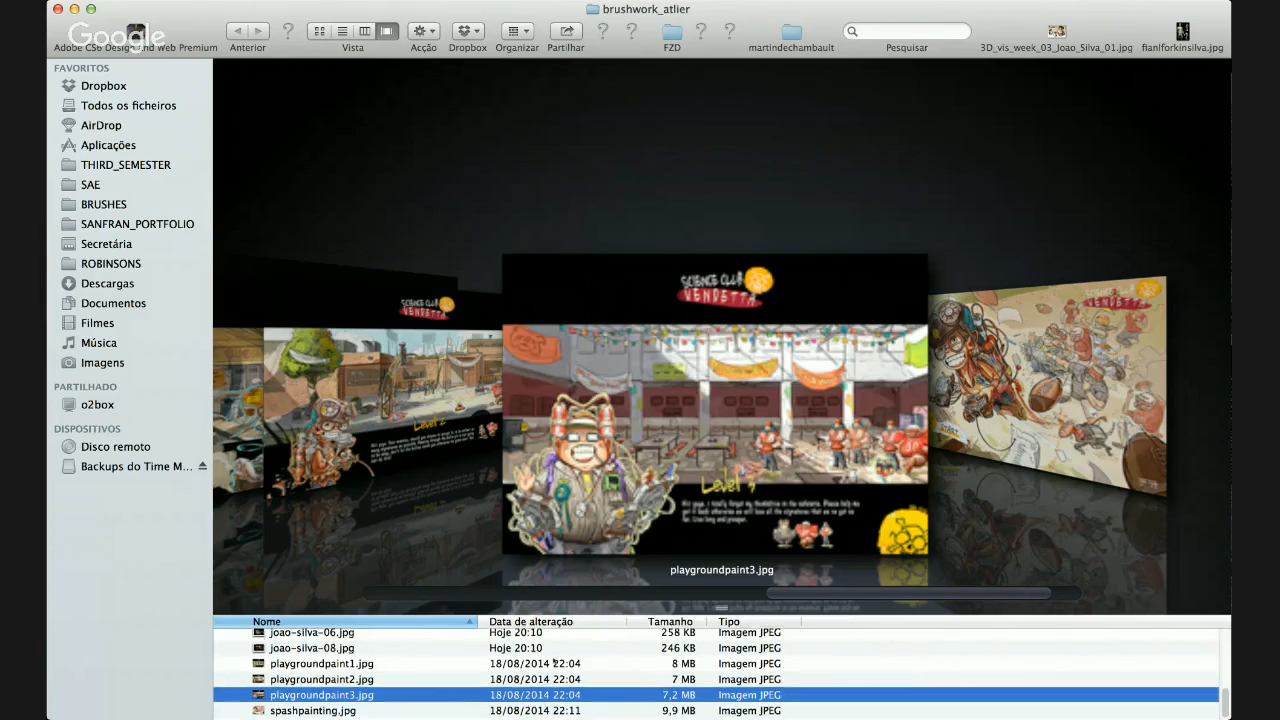 brushwork_atlier
Google
Adobe CS6 Design and Web Premium
Anterior
Vista
Acção
Dropbox
Organizar
Partilhar
FZD
martindechambault
Pesquisar
3D_vis_week_03_Joao_Silva_01.jpg
fianlforkinsilva.jpg
FAVORITOS
Dropbox
Todos os ficheiros
AirDrop
Aplicações
THIRD_SEMESTER
SAE
BRUSHES
SANFRAN_PORTFOLIO
Secretária
ROBINSONS
Descargas
Documentos
Filmes
Música
Imagens
PARTILHADO
o2box
DISPOSITIVOS
Disco remoto
Backups do Time M...
SCIENCE CLUB
VENDETTA
SCIENCE CLUB
VENDETTA
SCIENCE CLUB
VENDETTA
Level 2
Level
playgroundpaint3.jpg
Nome Data de alteração Tamanho Tipo
joao-silva-06.jpg Hoje 20:10 258 KB Imagem JPEG
joao-silva-08.jpg Hoje 20:10 246 KB Imagem JPEG
playgroundpaint1.jpg 18/08/2014 22:04 8 MB Imagem JPEG
playgroundpaint2.jpg 18/08/2014 22:04 7 MB Imagem JPEG
playgroundpaint3.jpg 18/08/2014 22:04 7,2 MB Imagem JPEG
spashpainting.jpg 18/08/2014 22:11 9,9 MB Imagem JPEG